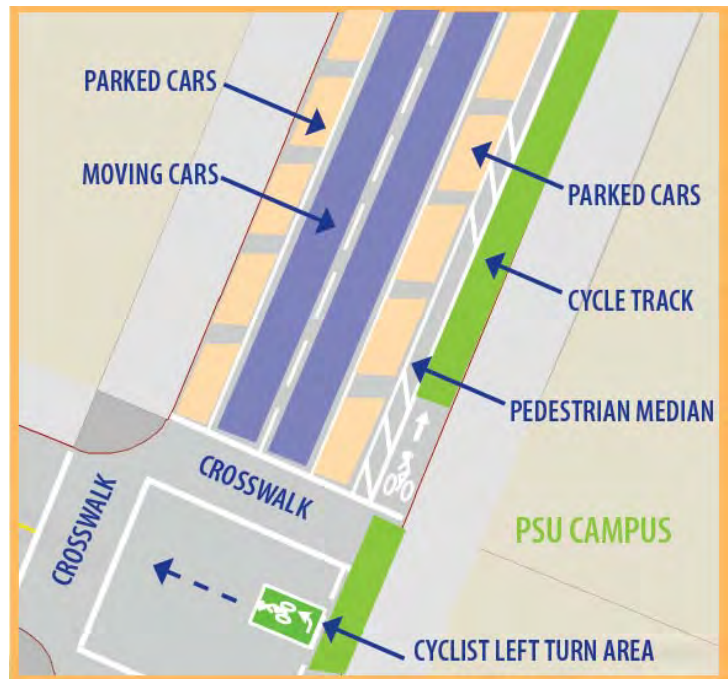 PARKED CARS
MOVING CARS
PARKED CARS
CYCLE TRACK
PEDESTRIAN MEDIAN
CROSSWALK
CROSSWALK
PSU CAMPUS
CYCLIST LEFT TURN AREA